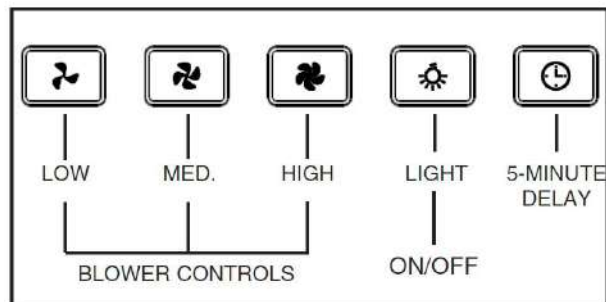 LOW MED. HIGH LIGHT 5-MINUTE
DELAY
BLOWER CONTROLS ON/OFF